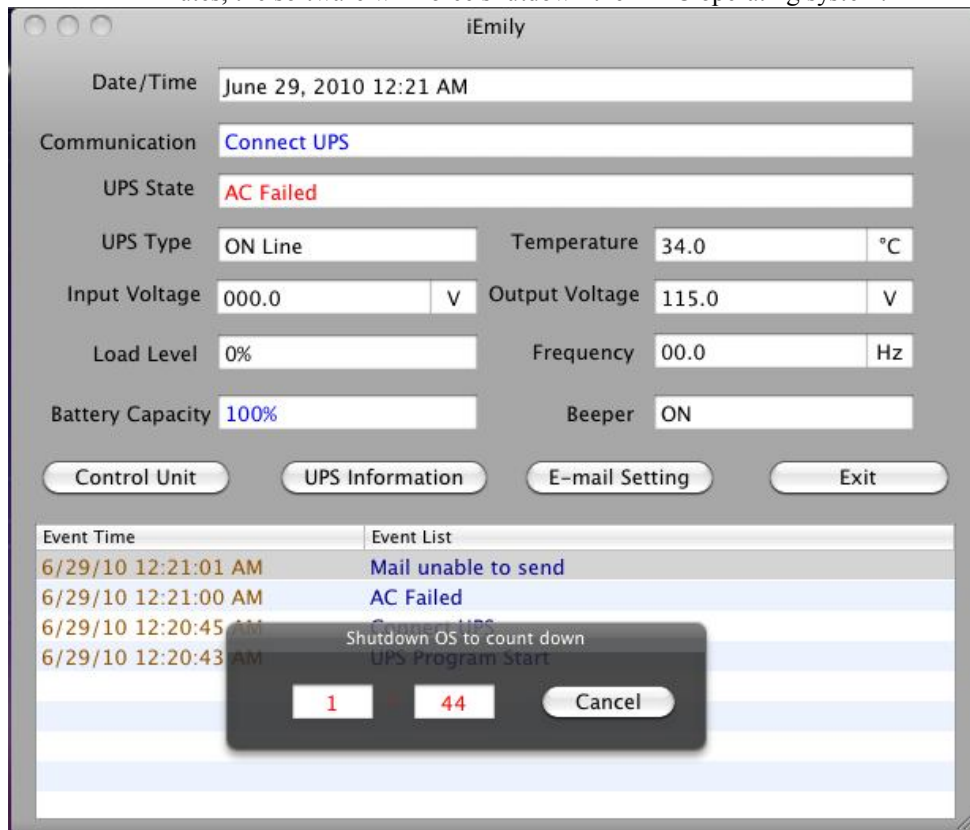 iEmily
Date/Time June 29, 2010 12:21 AM
Communication Connect UPS
UPS State AC Failed
UPS Type ON Line Temperature 34.0 °C
Input Voltage 000.0 V Output Voltage 115.0 V
Load Level 0% Frequency 00.0 Hz
Battery Capacity 100% Beeper ON
Control Unit UPS Information E-mail Setting Exit
Event Time Event List
6/29/10 12:21:01 AM Mail unable to send
6/29/10 12:21:00 AM AC Failed
6/29/10 12:20:45 AM Connect UPS
6/29/10 12:20:43 AM UPS Program Start
Shutdown OS to count down
1 : 44 Cancel